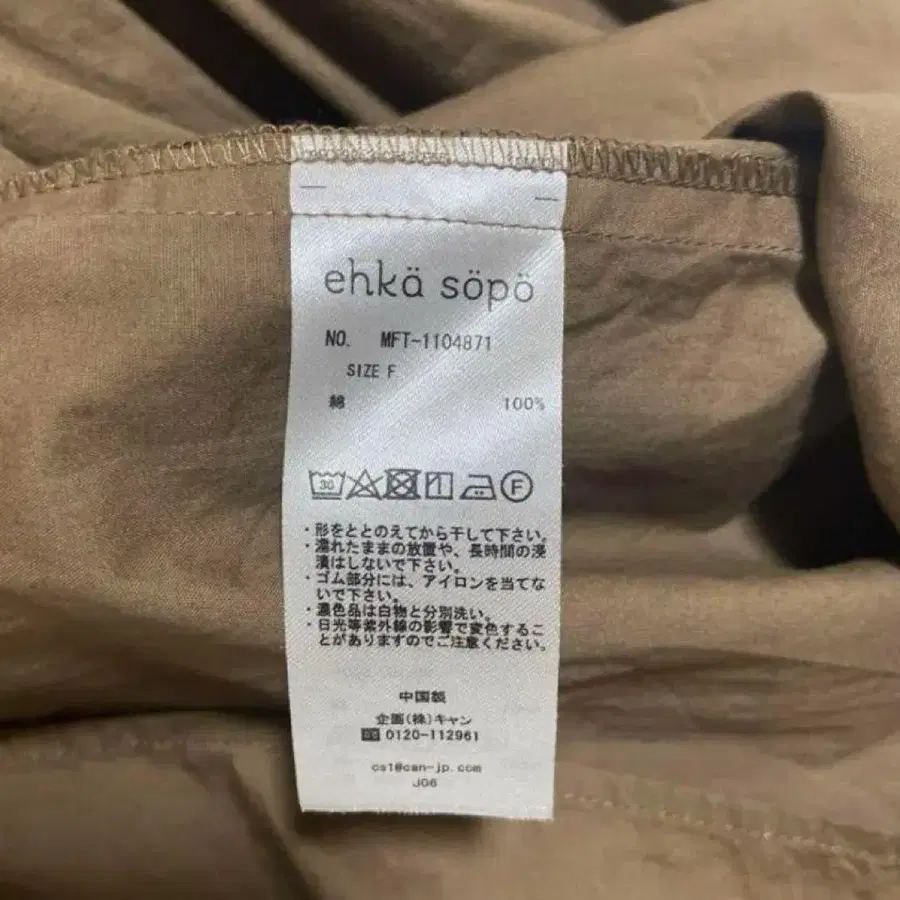 ehkä söpö
NO. MFT-1104871
SIZE F
綿 100%
30 F
・形をととのえてから干して下さい。
・濡れたままの放置や、長時間の浸
漬はしないで下さい。
・ゴム部分には、アイロンを当てな
いで下さい。
・濃色品は白物と分別洗い。
・日光等紫外線の影響で変色するこ
とがありますのでご注意ください。
中国製
企画(株)キャン
0120-112961
cs1@can-jp.com
J06